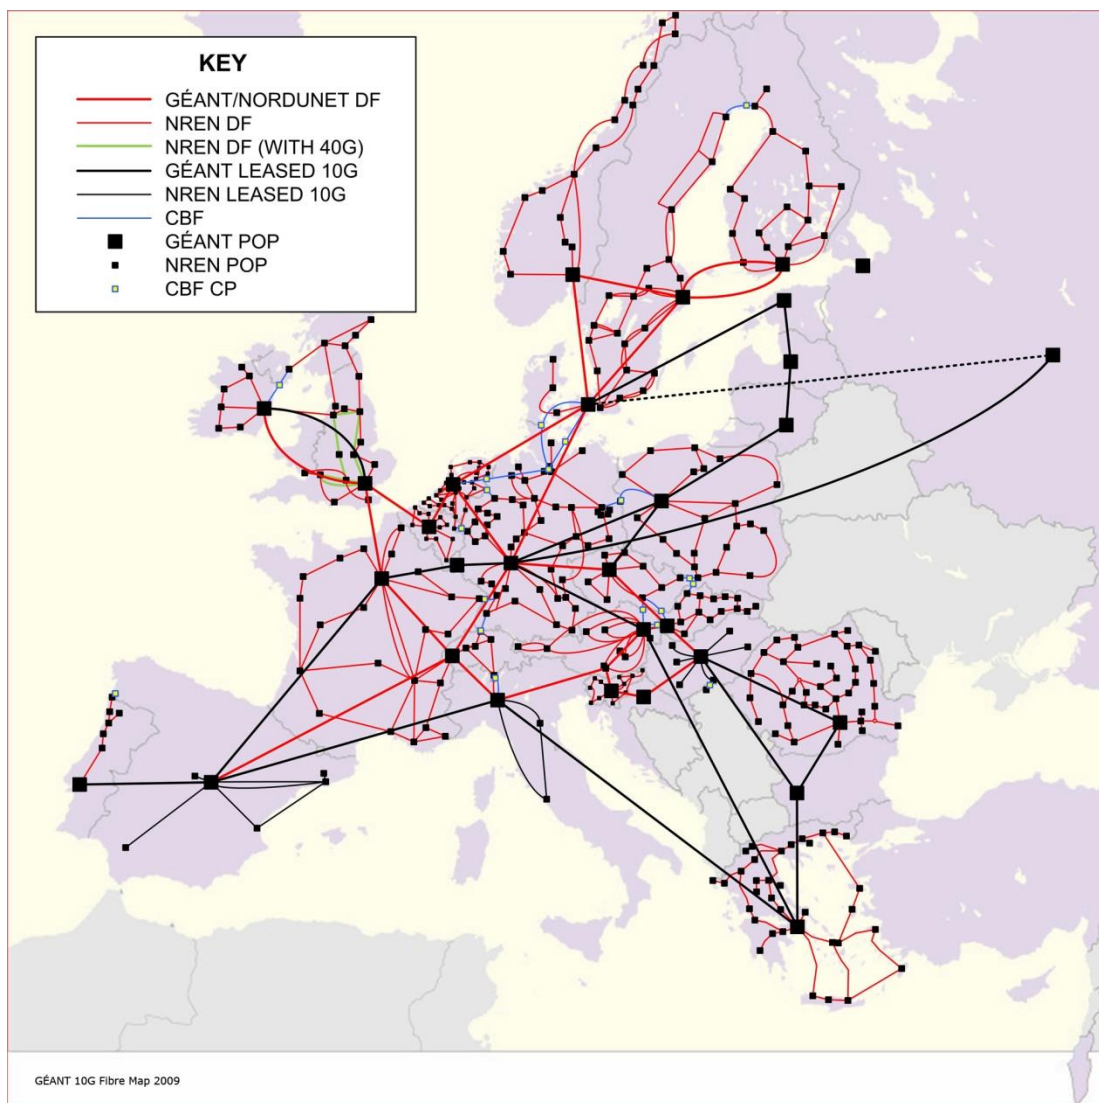 KEY
GÉANT/NORDUNET DF
NREN DF
NREN DF (WITH 40G)
GÉANT LEASED 10G
NREN LEASED 10G
CBF
GÉANT POP
NREN POP
CBF CP
GÉANT 10G Fibre Map 2009